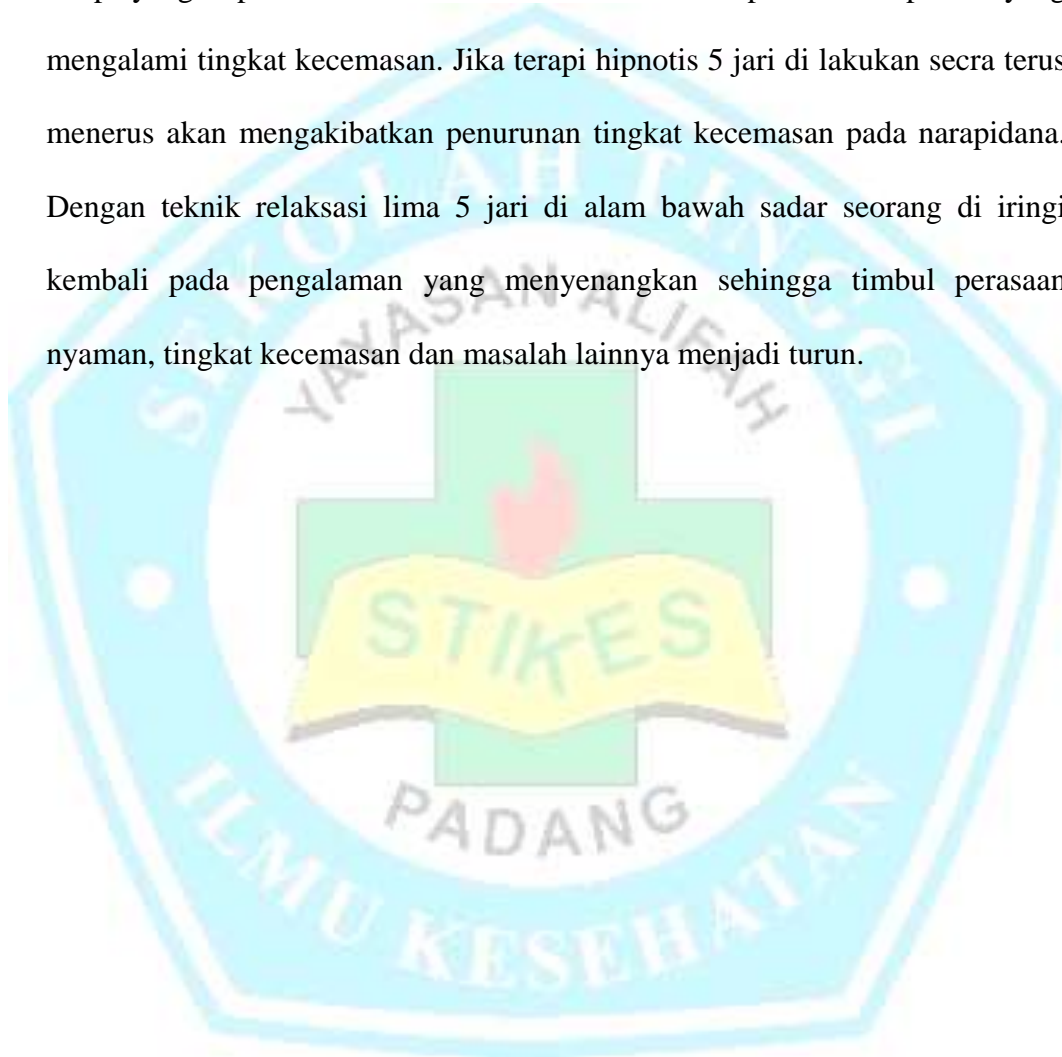 mengalami tingkat kecemasan. Jika terapi hipnotis 5 jari di lakukan secra terus
menerus akan mengakibatkan penurunan tingkat kecemasan pada narapidana.
Dengan teknik relaksasi lima 5 jari di alam bawah sadar seorang di iringi
kembali pada pengalaman yang menyenangkan sehingga timbul perasaan
nyaman, tingkat kecemasan dan masalah lainnya menjadi turun.
SEKOLAH TINGGI
YAYASAN ALIFAH
STIKES
PADANG
ILMU KESEHATAN